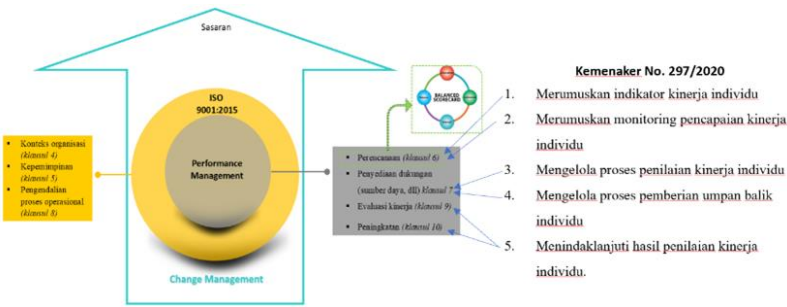 Sasaran
ISO
9001:2015
Performance
Management
Change Management
• Konteks organisasi
(klausul 4)
• Kepemimpinan
(klausul 5)
• Pengendalian
proses operasional
(klausul 8)
BALANCED
SCORECARD
• Perencanaan (klausul 6)
• Penyediaan dukungan
(sumber daya, dll) klausul 7
• Evaluasi kinerja (klausul 9)
• Peningkatan (klausul 10)
Kemenaker No. 297/2020
1. Merumuskan indikator kinerja individu
2. Merumuskan monitoring pencapaian kinerja
individu
3. Mengelola proses penilaian kinerja individu
4. Mengelola proses pemberian umpan balik
individu
5. Menindaklanjuti hasil penilaian kinerja
individu.